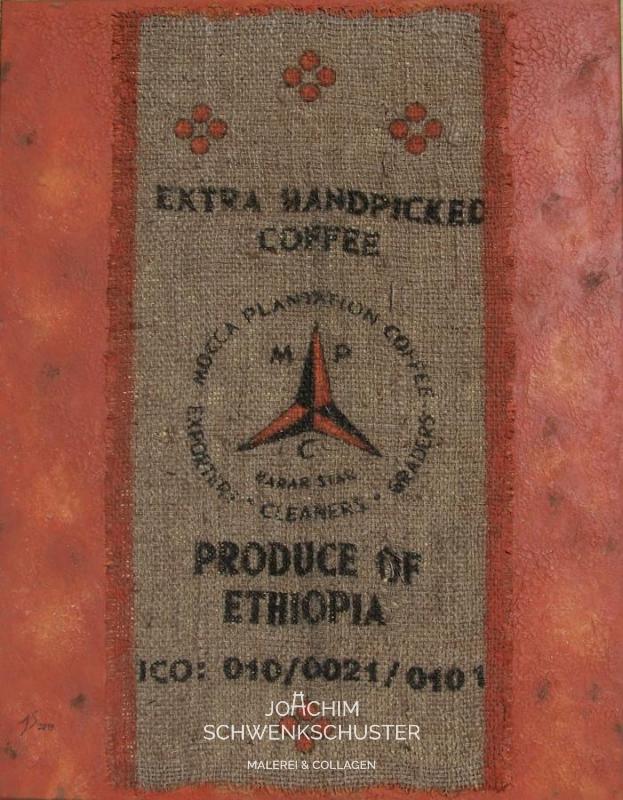 EXTRA HANDPICKED
COFFEE
MOCCA PLANTATION COFFEE
M P
C
HARAR STAR
EXPORTER · CLEANERS · GRADERS
PRODUCE OF
ETHIOPIA
ICO: 010/0021/0101
JOACHIM
SCHWENKSCHUSTER
MALEREI & COLLAGEN